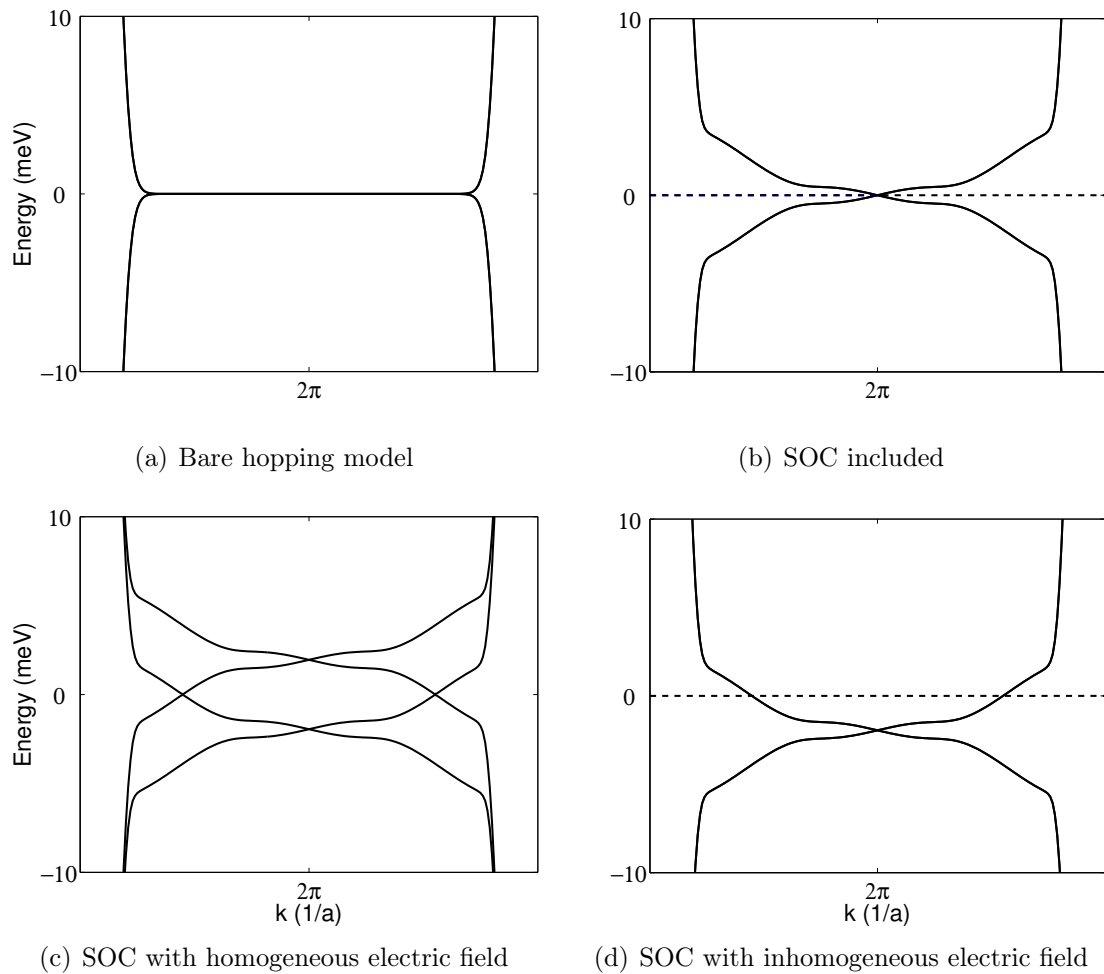 10
Energy (meV)
0
−10
2π
(a) Bare hopping model
10
0
−10
2π
(b) SOC included
10
Energy (meV)
0
−10
2π
k (1/a)
(c) SOC with homogeneous electric field
10
0
−10
2π
k (1/a)
(d) SOC with inhomogeneous electric field